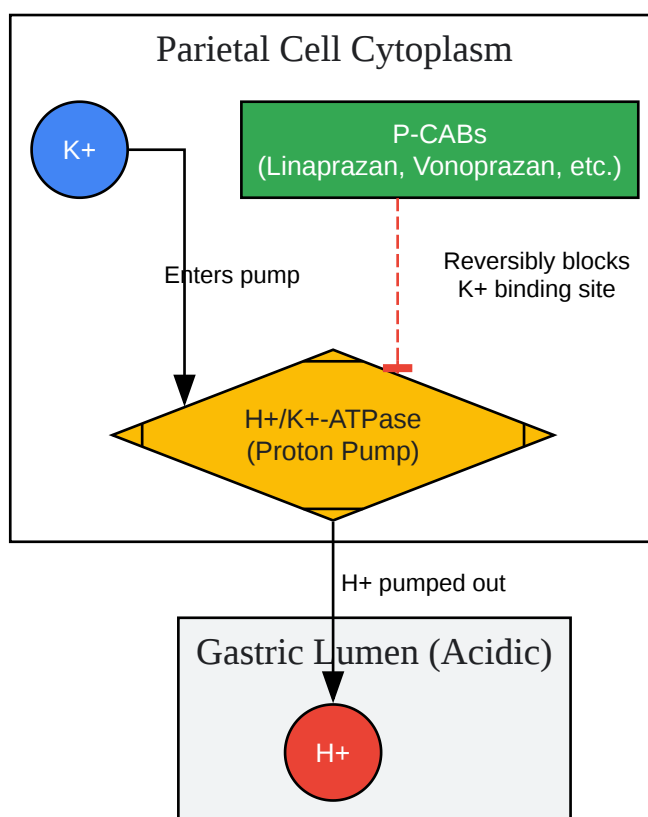 Parietal Cell Cytoplasm
K+
P-CABs
(Linaprazan, Vonoprazan, etc.)
Enters pump
Reversibly blocks
K+ binding site
H+/K+-ATPase
(Proton Pump)
H+ pumped out
Gastric Lumen (Acidic)
H+